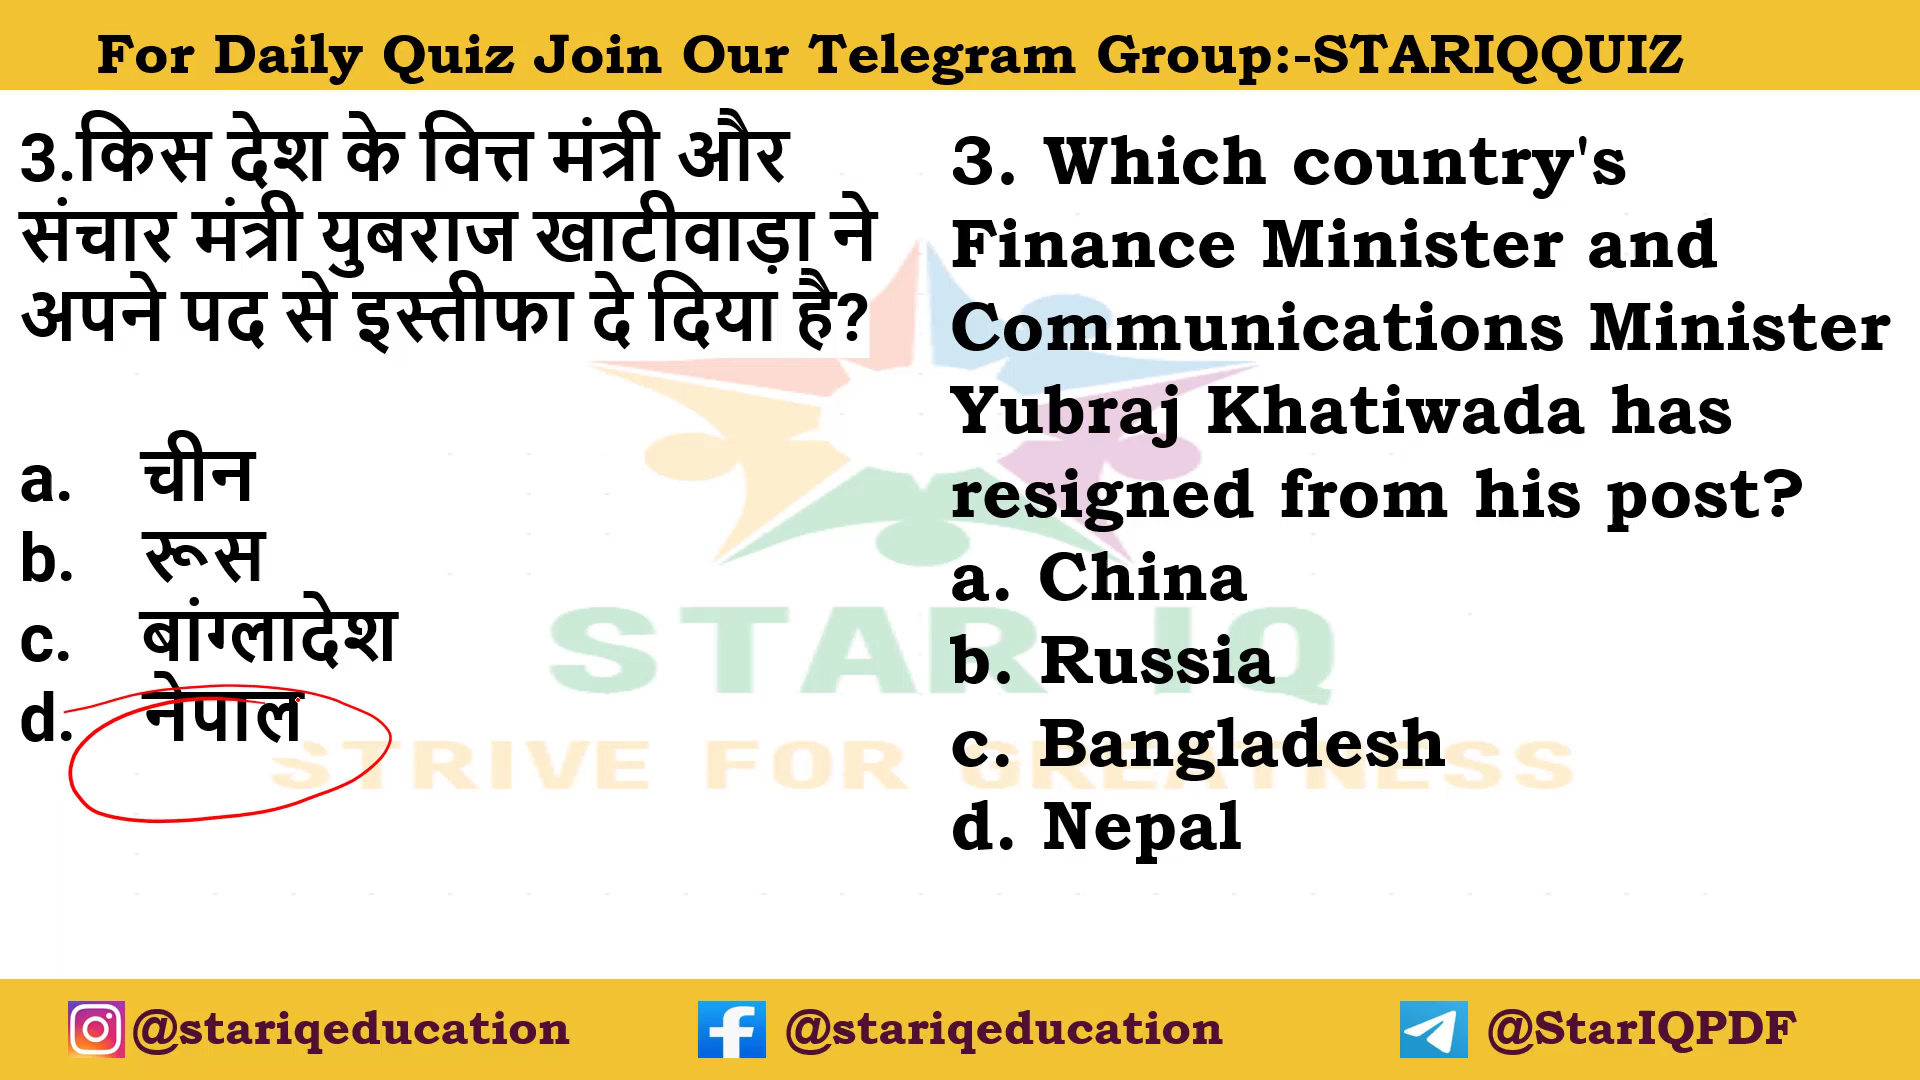 For Daily Quiz Join Our Telegram Group:-STARIQQUIZ
3.किस देश के वित्त मंत्री और
संचार मंत्री युबराज खाटीवाड़ा ने
अपने पद से इस्तीफा दे दिया है?
a. चीन
b. रूस
c. बांग्लादेश
d. नेपाल
3. Which country's
Finance Minister and
Communications Minister
Yubraj Khatiwada has
resigned from his post?
a. China
b. Russia
c. Bangladesh
d. Nepal
STAR IQ
STRIVE FOR GREATNESS
@stariqeducation
@stariqeducation
@StarIQPDF